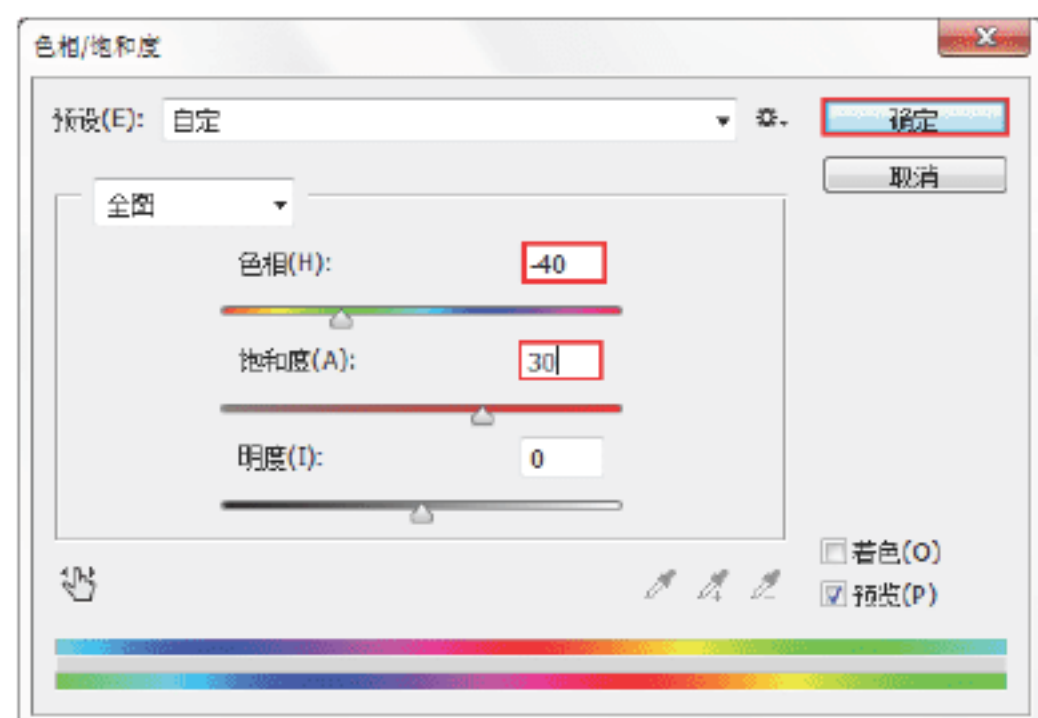 色相/饱和度
预设(E): 自定
确定
取消
全图
色相(H): -40
饱和度(A): 30
明度(I): 0
着色(O)
预览(P)